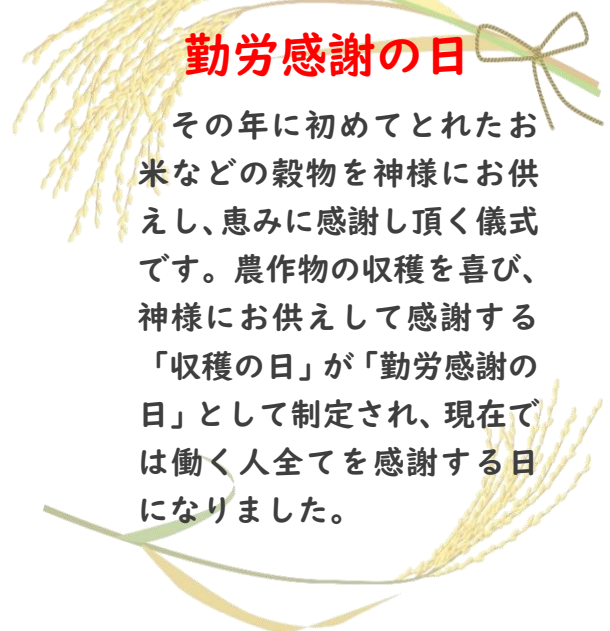 勤労感謝の日
その年に初めてとれたお
米などの穀物を神様にお供
えし、恵みに感謝し頂く儀式
です。農作物の収穫を喜び、
神様にお供えして感謝する
「収穫の日」が「勤労感謝の
日」として制定され、現在で
は働く人全てを感謝する日
になりました。